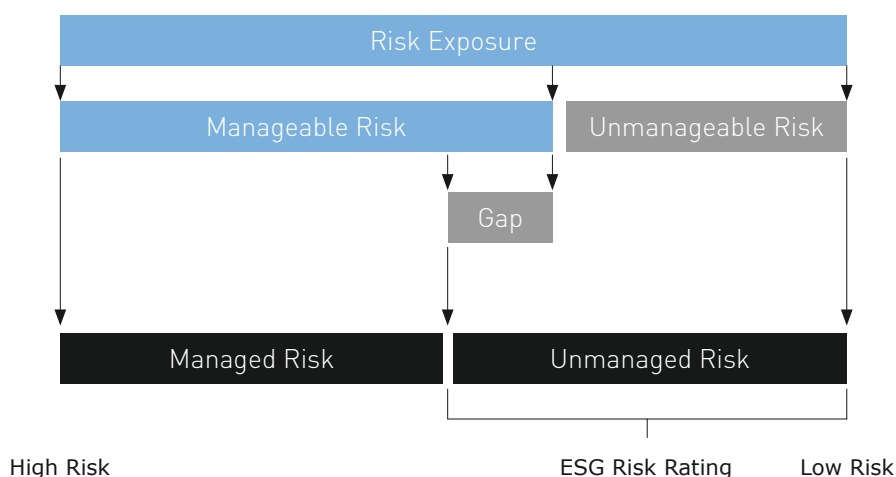 Risk Exposure
Manageable Risk Unmanageable Risk
Gap
Managed Risk Unmanaged Risk
High Risk ESG Risk Rating Low Risk